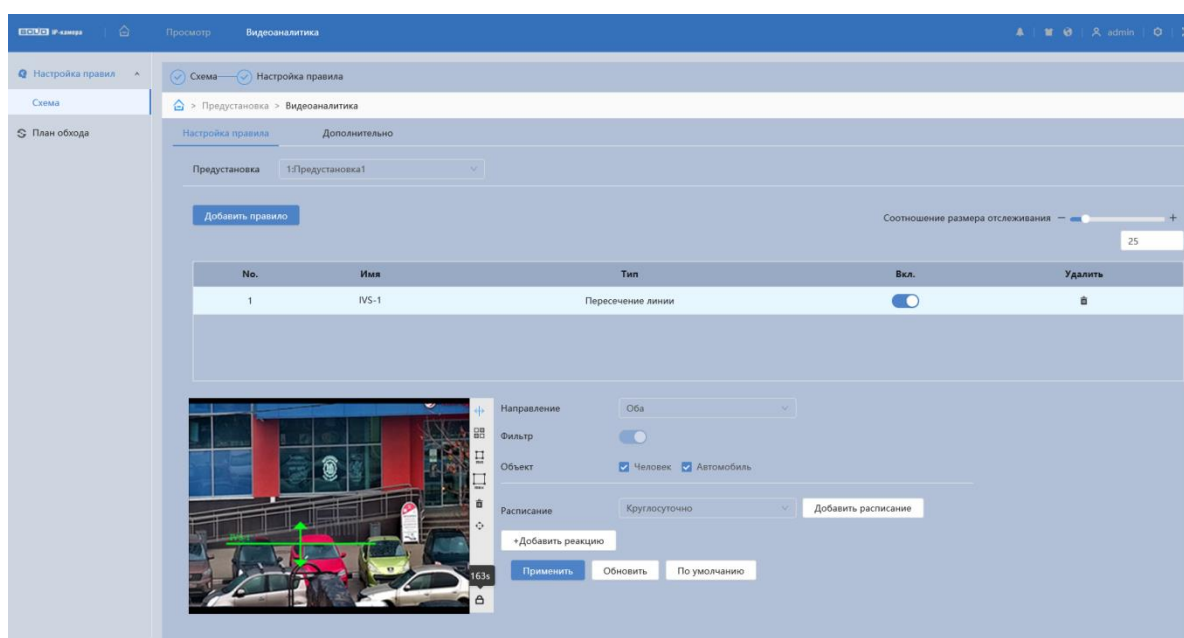 BOLID IP-камера Просмотр Видеоаналитика admin
Настройка правил
Схема
План обхода
Схема Настройка правила
> Предустановка > Видеоаналитика
Настройка правила Дополнительно
Предустановка 1:Предустановка1
Добавить правило
Соотношение размера отслеживания − +
25
No. Имя Тип Вкл. Удалить
1 IVS-1 Пересечение линии
Направление Оба
Фильтр
Объект Человек Автомобиль
Расписание Круглосуточно Добавить расписание
IVS-1
+Добавить реакцию
163s
Применить Обновить По умолчанию